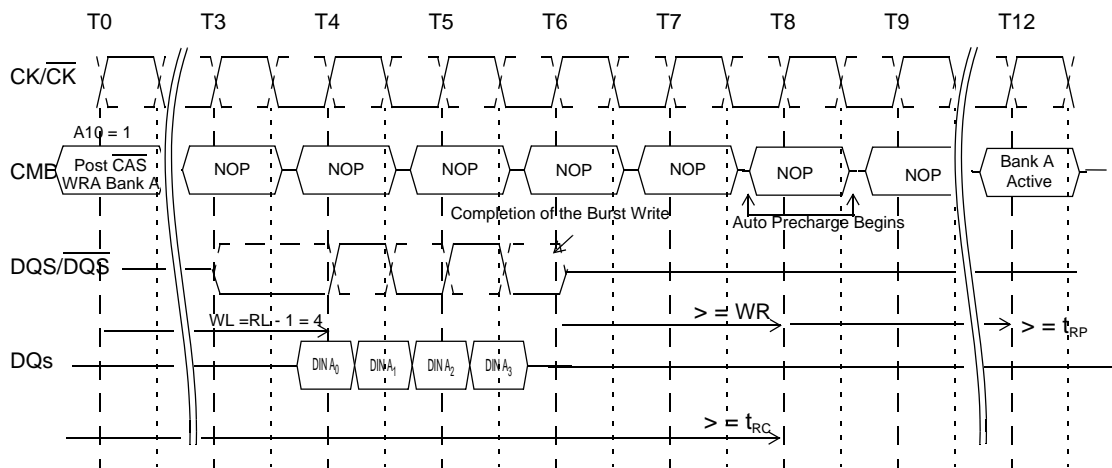 T0 T3 T4 T5 T6 T7 T8 T9 T12
CK/CK
A10 = 1
CMD
Post CAS
WRA Bank A
NOP NOP NOP NOP NOP NOP NOP
Bank A
Active
Completion of the Burst Write
Auto Precharge Begins
DQS/DQS
WL =RL - 1 = 4
> = WR
> = tRP
DQs
DIN A0 DIN A1 DIN A2 DIN A3
> = tRC